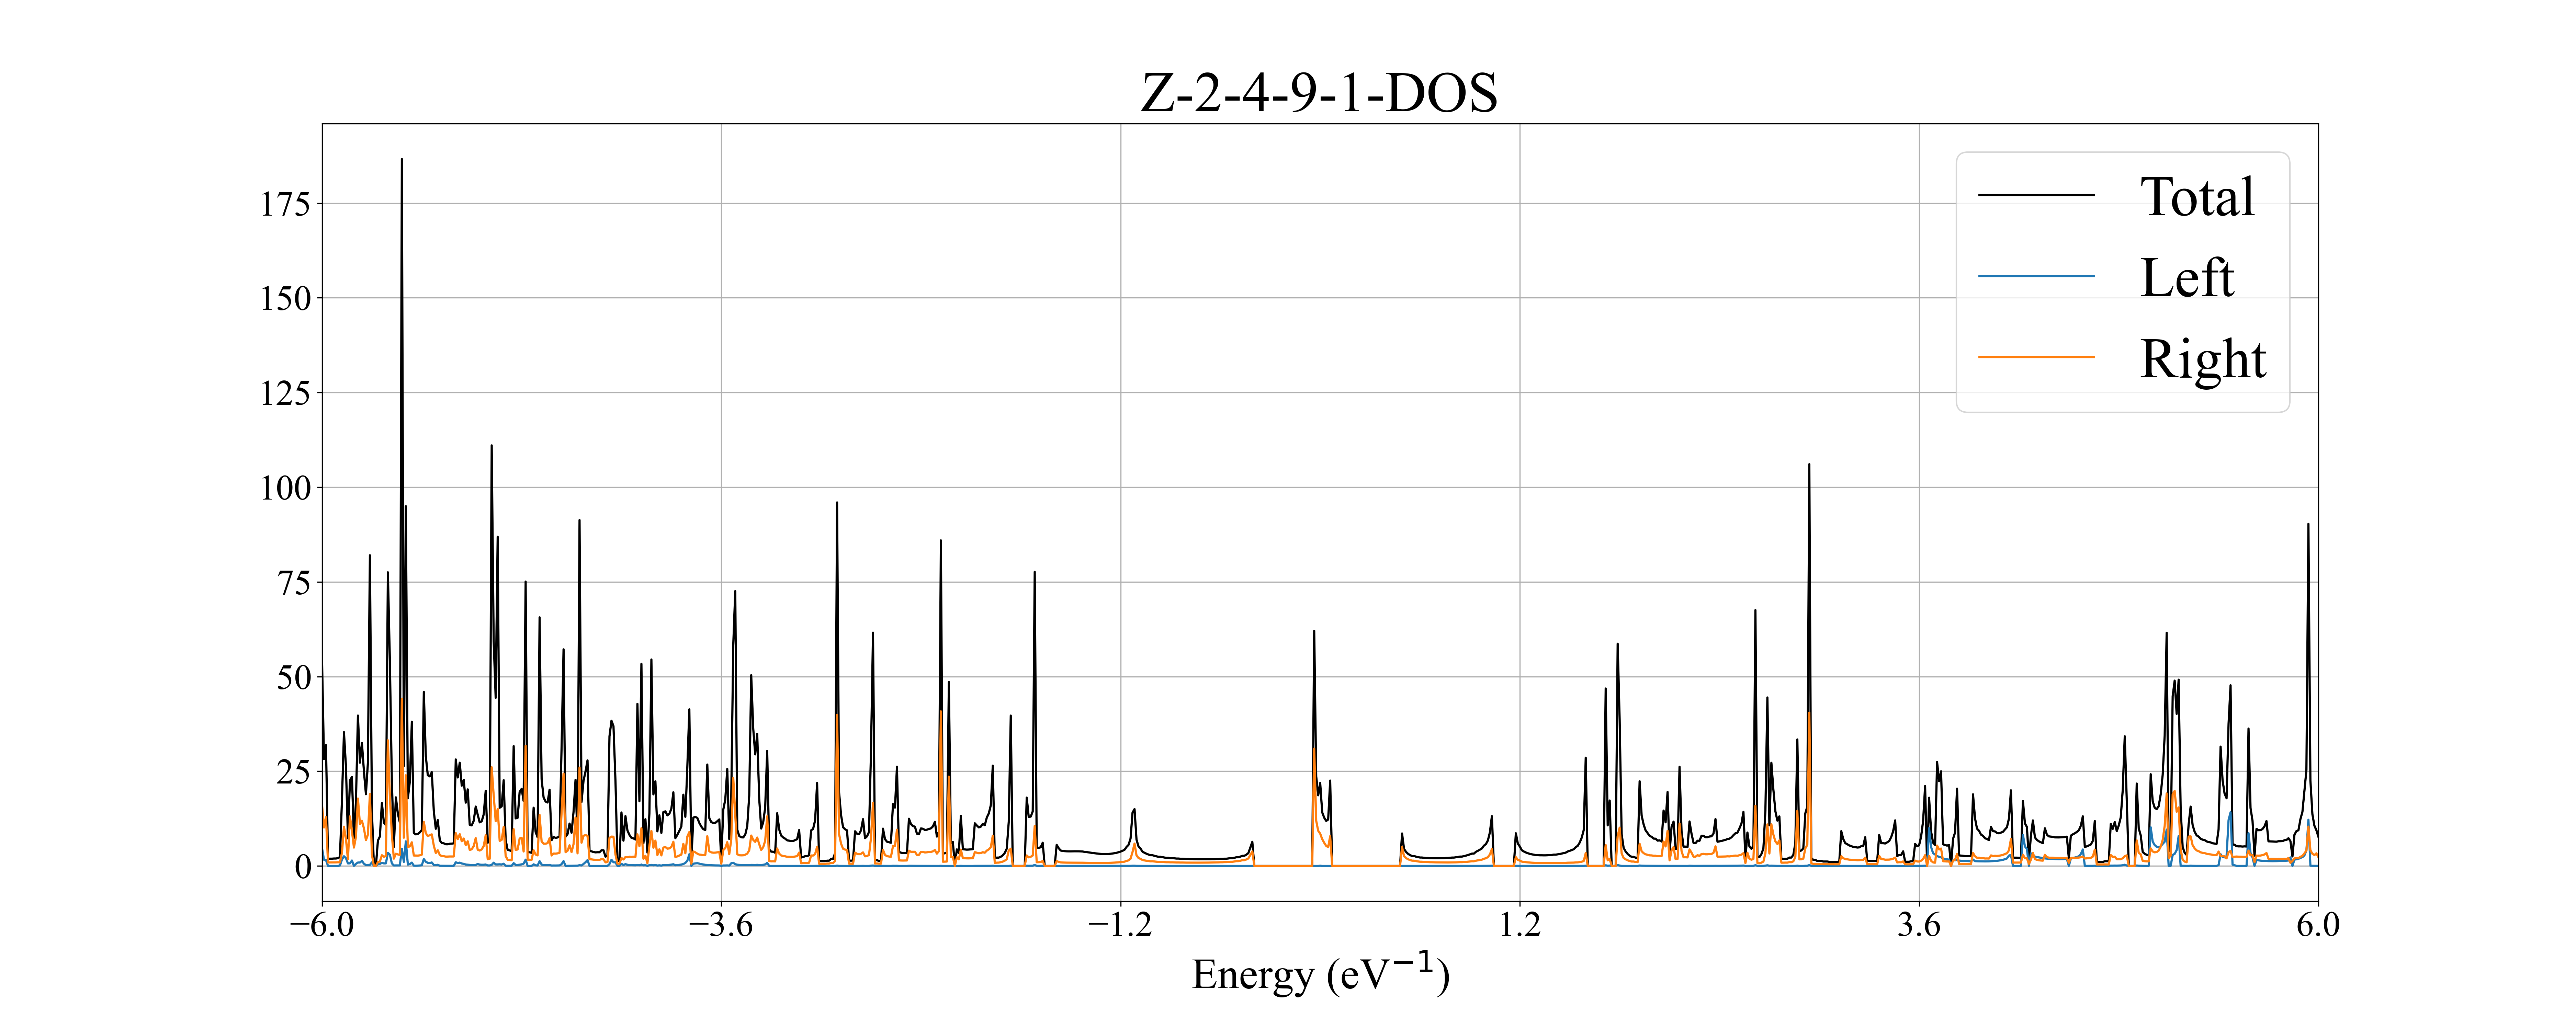 Z-2-4-9-1-DOS
175
150
125
100
75
50
25
0
Total
Left
Right
−6.0 −3.6 −1.2 1.2 3.6 6.0
Energy (eV⁻¹)